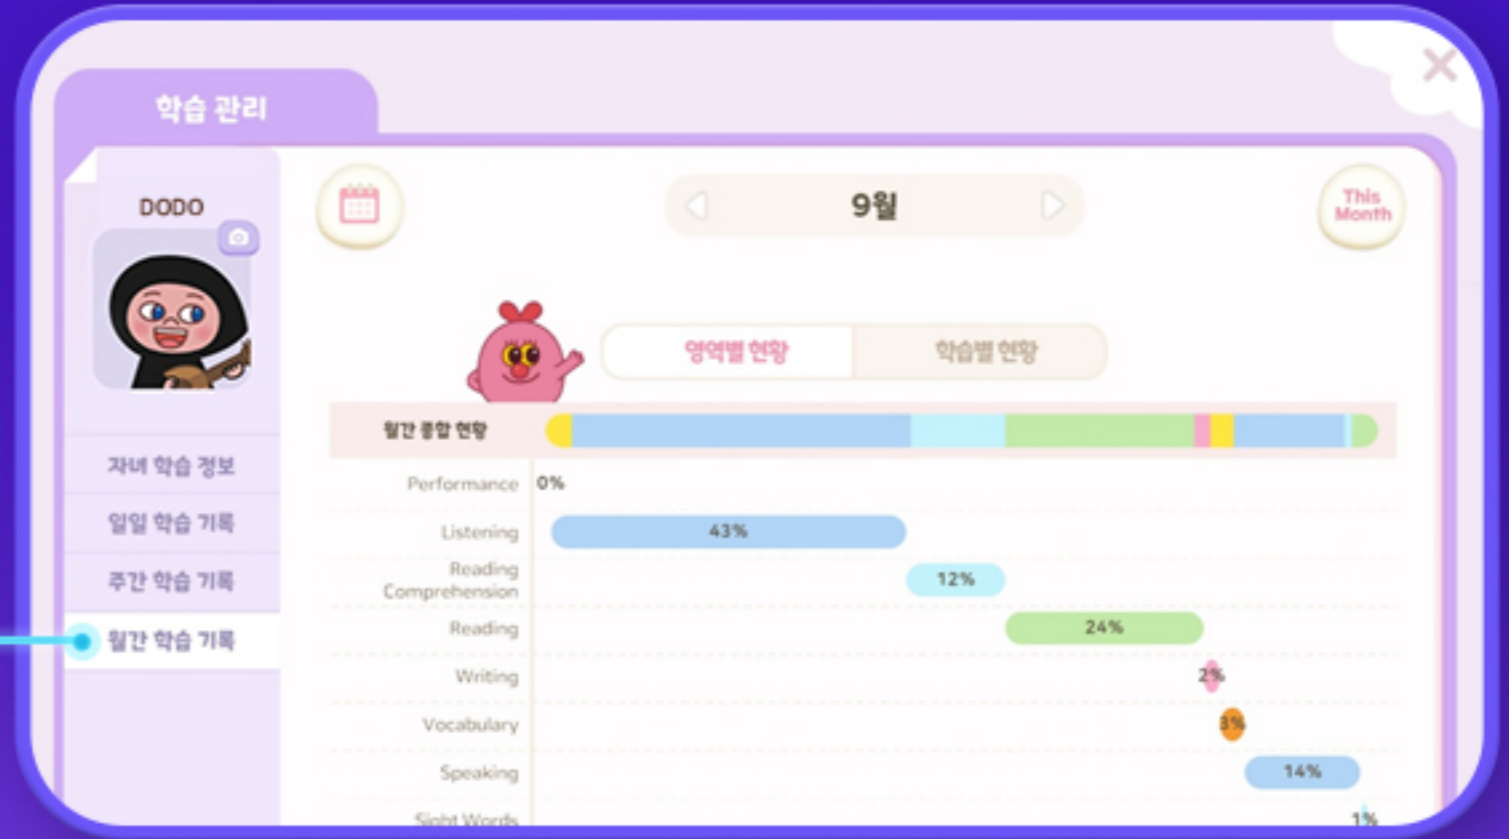 학습 관리
DODO
자녀 학습 정보
일일 학습 기록
주간 학습 기록
월간 학습 기록
9월
This
Month
영역별 현황
학습별 현황
월간 종합 현황
Performance 0%
Listening 43%
Reading
Comprehension 12%
Reading 24%
Writing 2%
Vocabulary 3%
Speaking 14%
Sight Words 1%